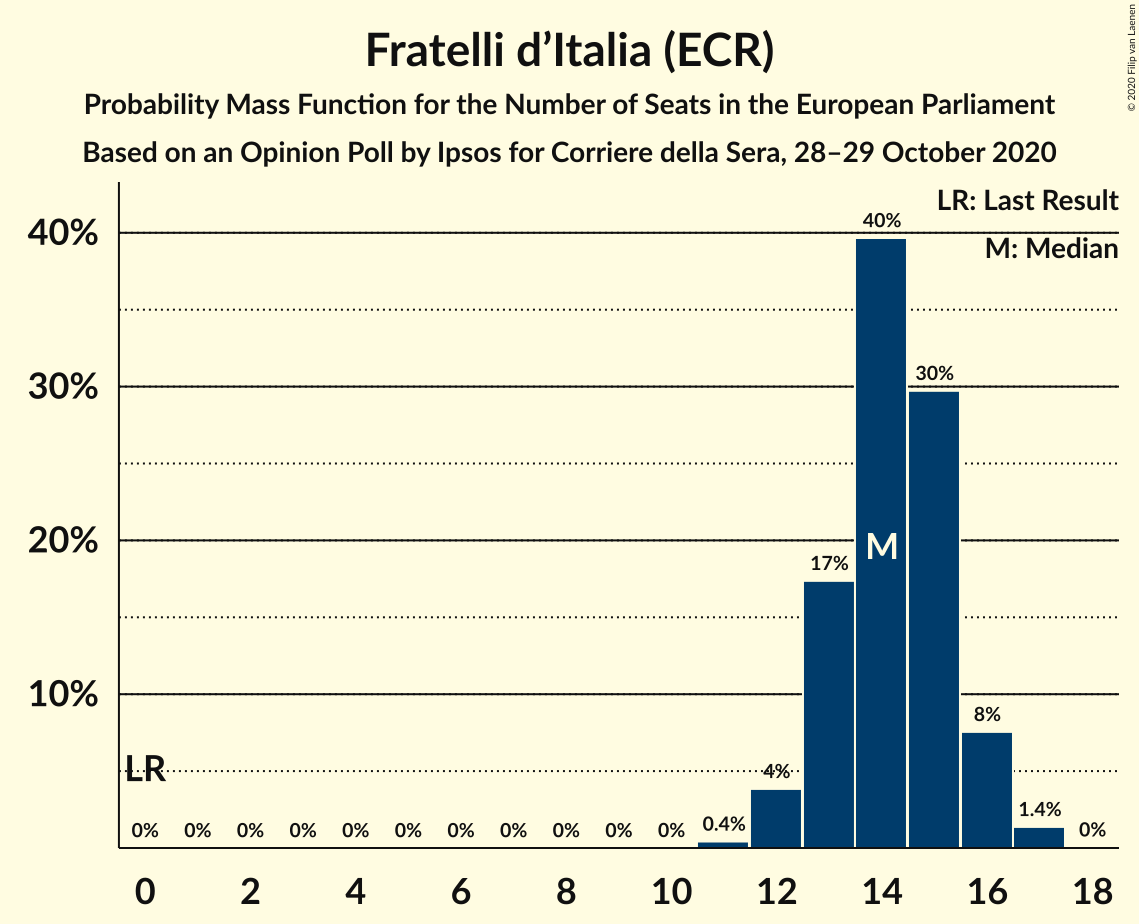 Fratelli d’Italia (ECR)
Probability Mass Function for the Number of Seats in the European Parliament
Based on an Opinion Poll by Ipsos for Corriere della Sera, 28–29 October 2020
© 2020 Filip van Laenen
LR: Last Result
M: Median
40%
30%
20%
10%
LR
M
0% 0% 0% 0% 0% 0% 0% 0% 0% 0% 0% 0.4% 4% 17% 40% 30% 8% 1.4% 0%
0 2 4 6 8 10 12 14 16 18